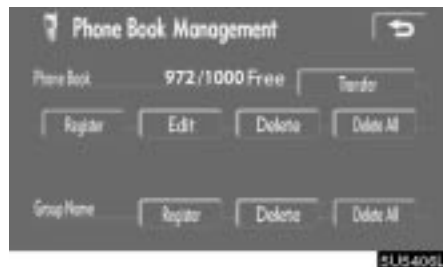 Phone Book Management
Phone Book 972/1000 Free Transfer
Register Edit Delete Delete All
Group Name Register Delete Delete All
5US406L